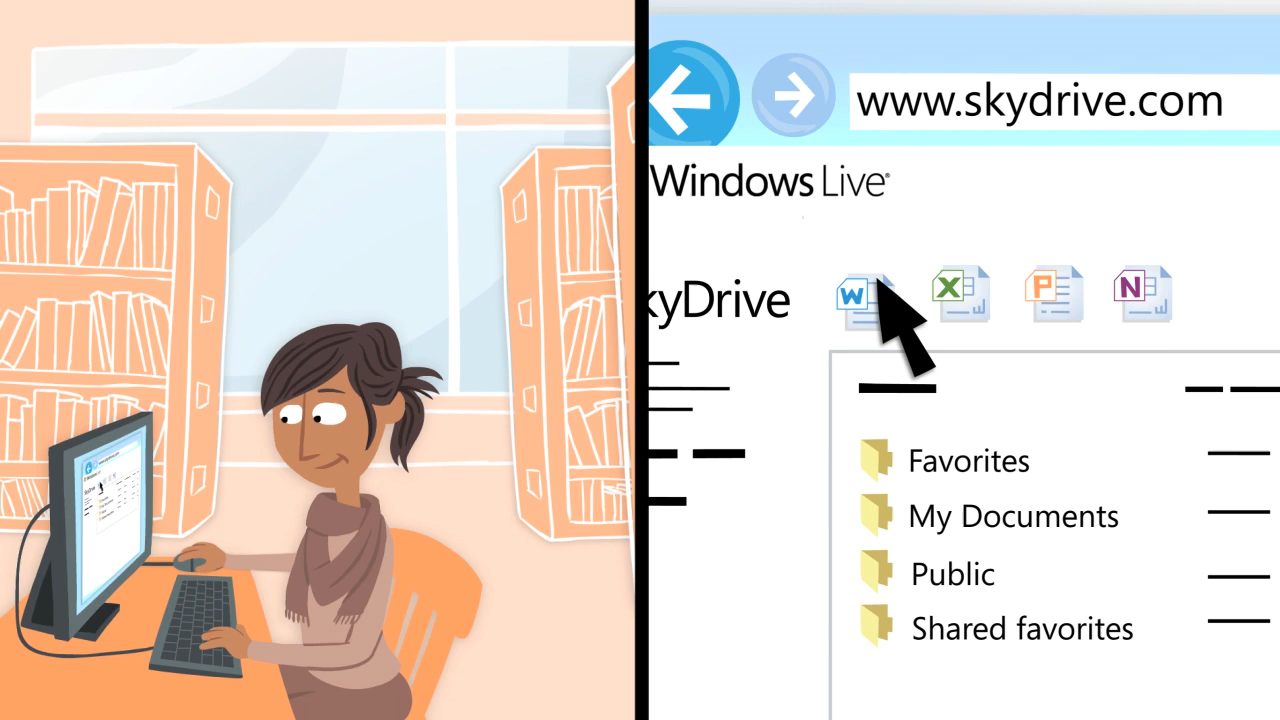 www.skydrive.com
Windows Live®
kyDrive
W X P N
Favorites
My Documents
Public
Shared favorites